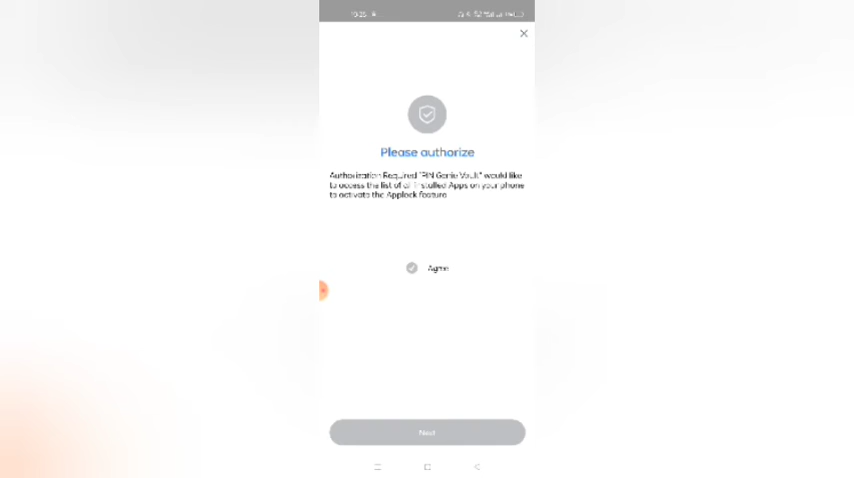 Please authorize
Authorization Required "PIN Genie Vault" would like
to access the list of all Installed Apps on your phone
to activate the Applock feature
Agree
Next